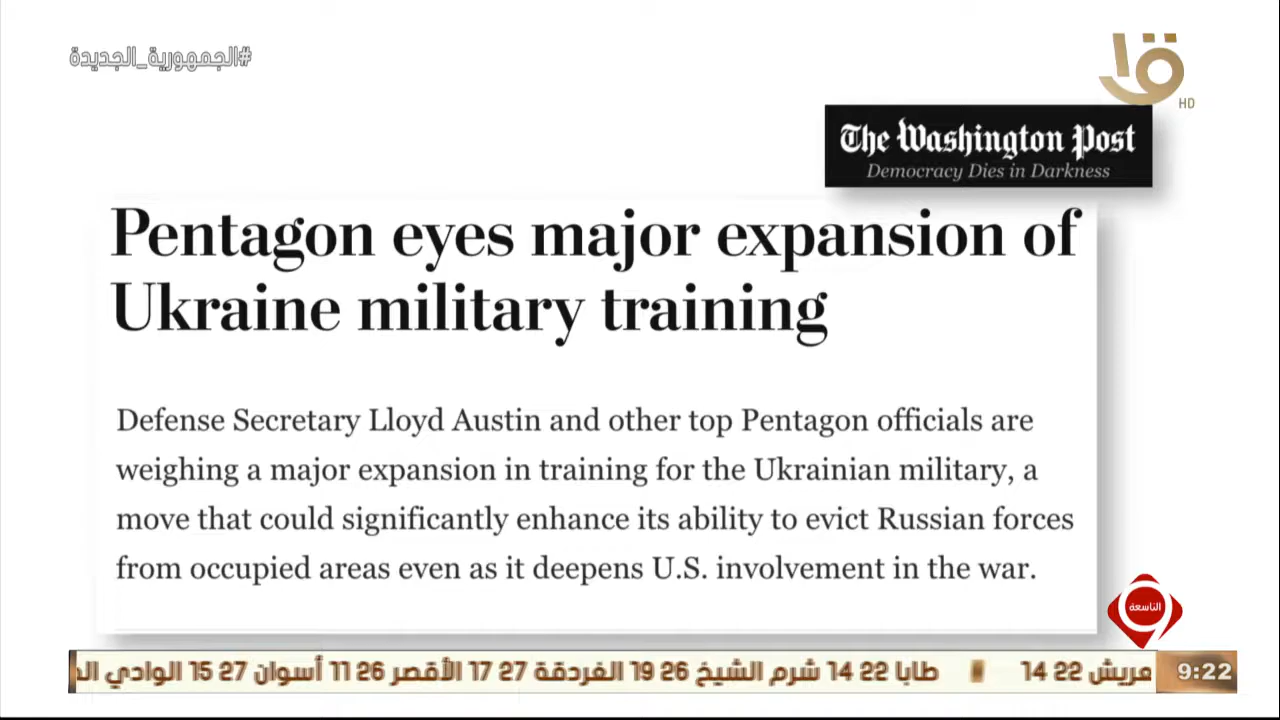 #الجمهورية_الجديدة
HD
The Washington Post
Democracy Dies in Darkness
Pentagon eyes major expansion of
Ukraine military training
Defense Secretary Lloyd Austin and other top Pentagon officials are
weighing a major expansion in training for the Ukrainian military, a
move that could significantly enhance its ability to evict Russian forces
from occupied areas even as it deepens U.S. involvement in the war.
التاسعة
9
9:22 14 22 طابا 22 14 شرم الشيخ 26 19 الغردقة 27 17 الأقصر 26 11 أسوان 27 15 الوادي